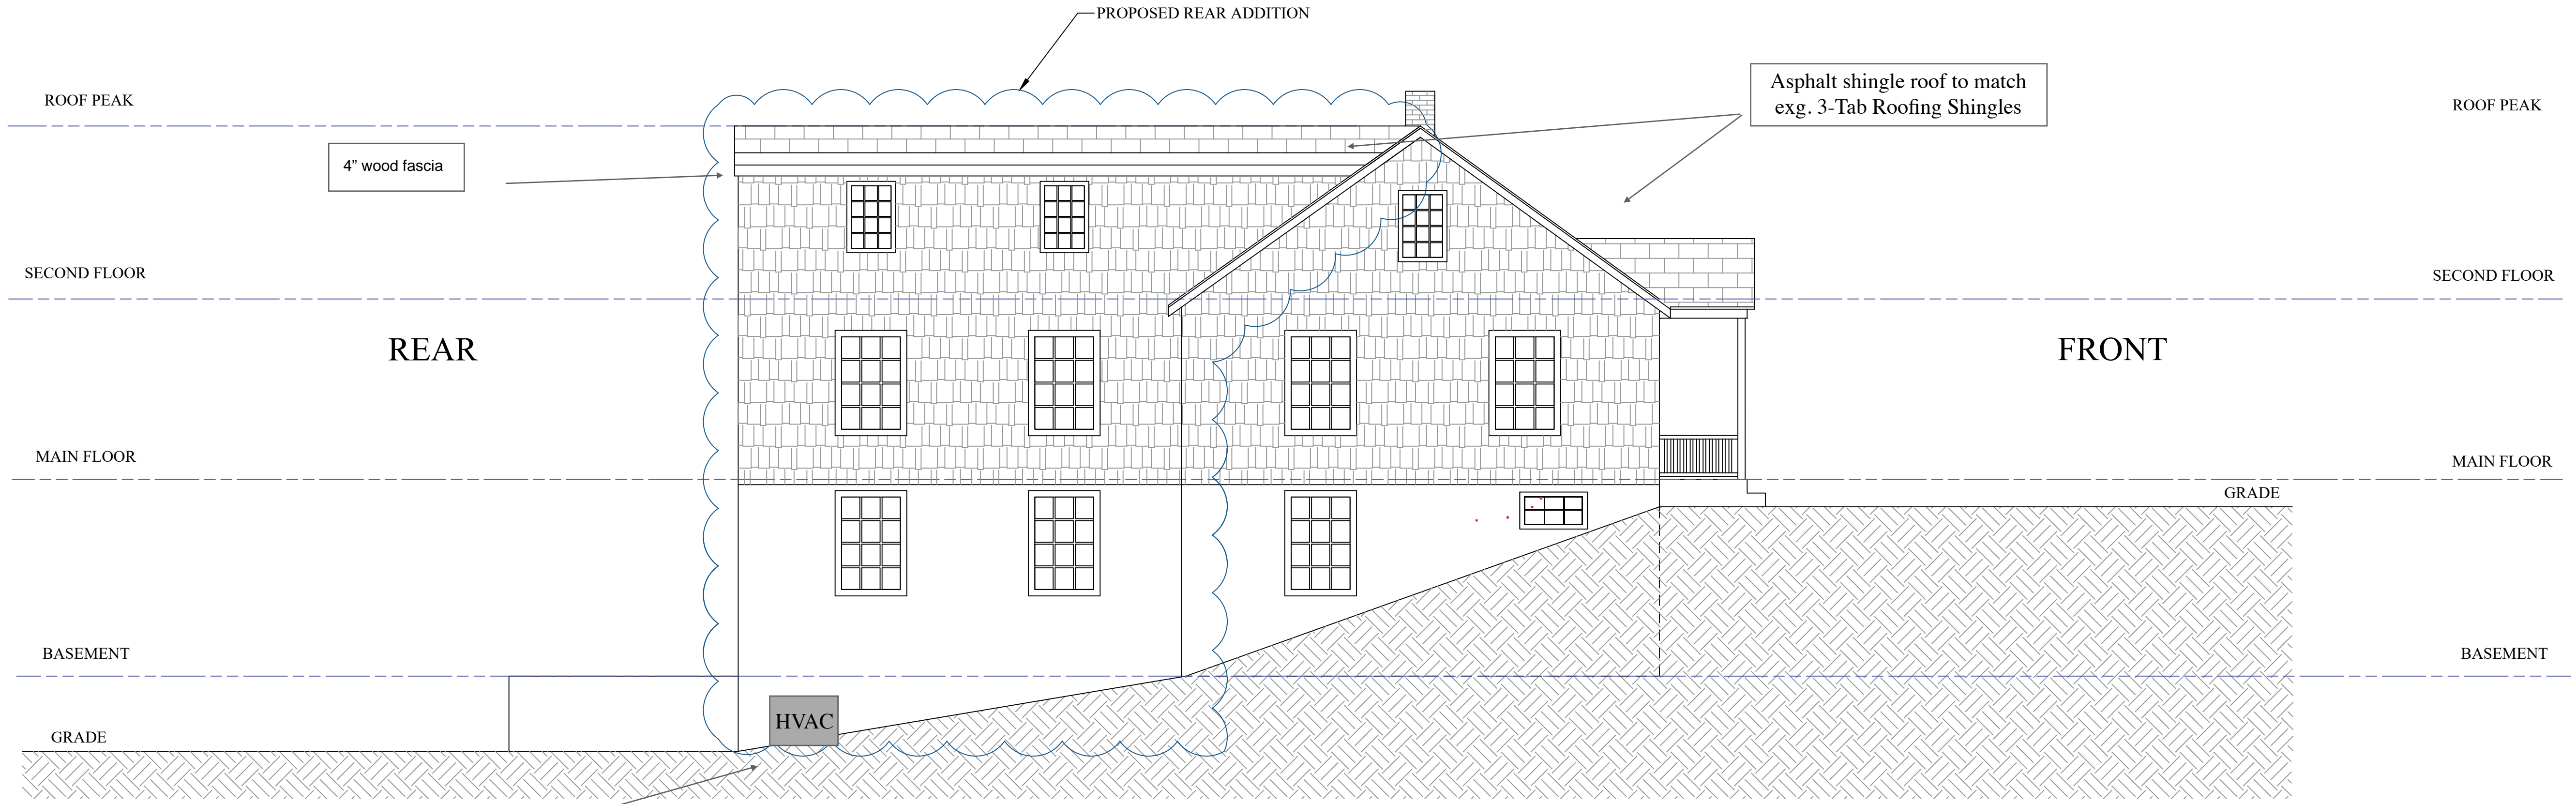 PROPOSED REAR ADDITION
Asphalt shingle roof to match
exg. 3-Tab Roofing Shingles
ROOF PEAK
ROOF PEAK
4” wood fascia
SECOND FLOOR
SECOND FLOOR
REAR
FRONT
MAIN FLOOR
MAIN FLOOR
GRADE
BASEMENT
BASEMENT
HVAC
GRADE